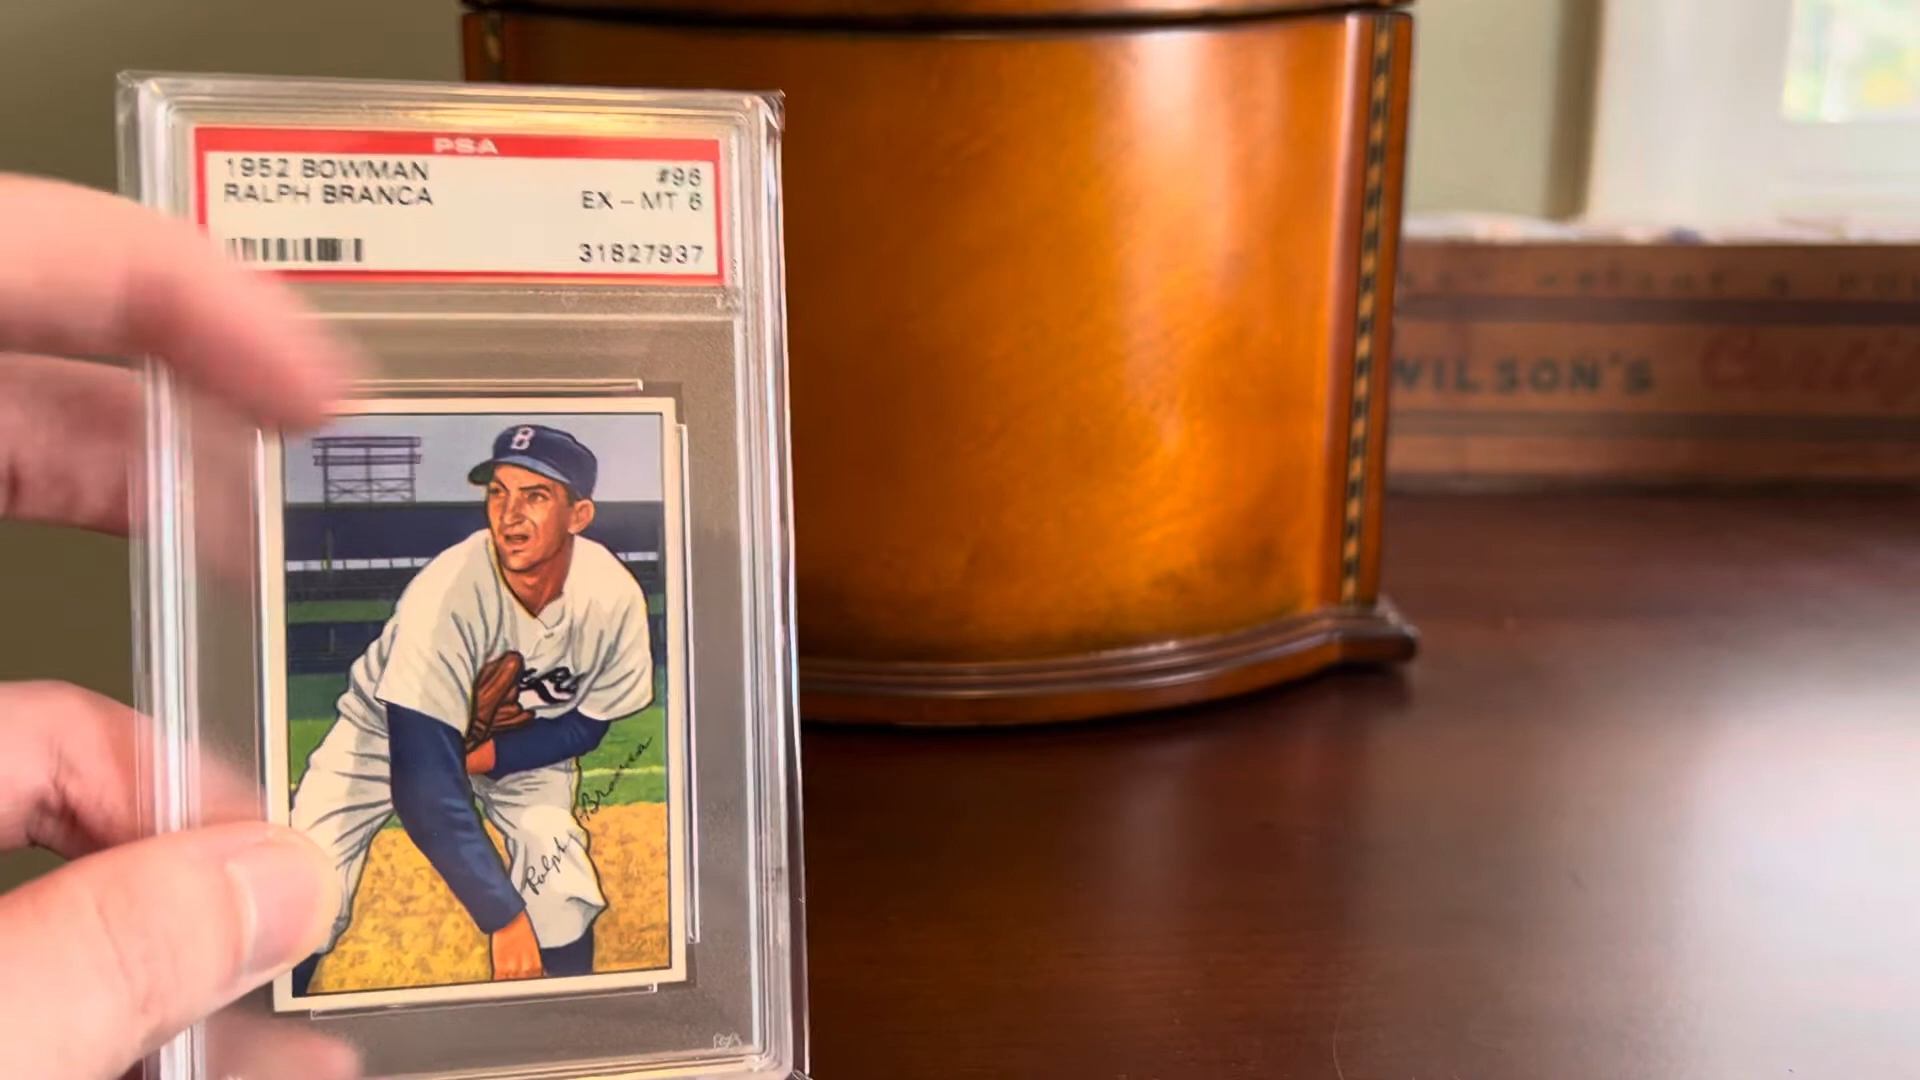 PSA
1952 BOWMAN #96
RALPH BRANCA EX - MT 6
31827937
B
Ralph Branca
WILSON'S